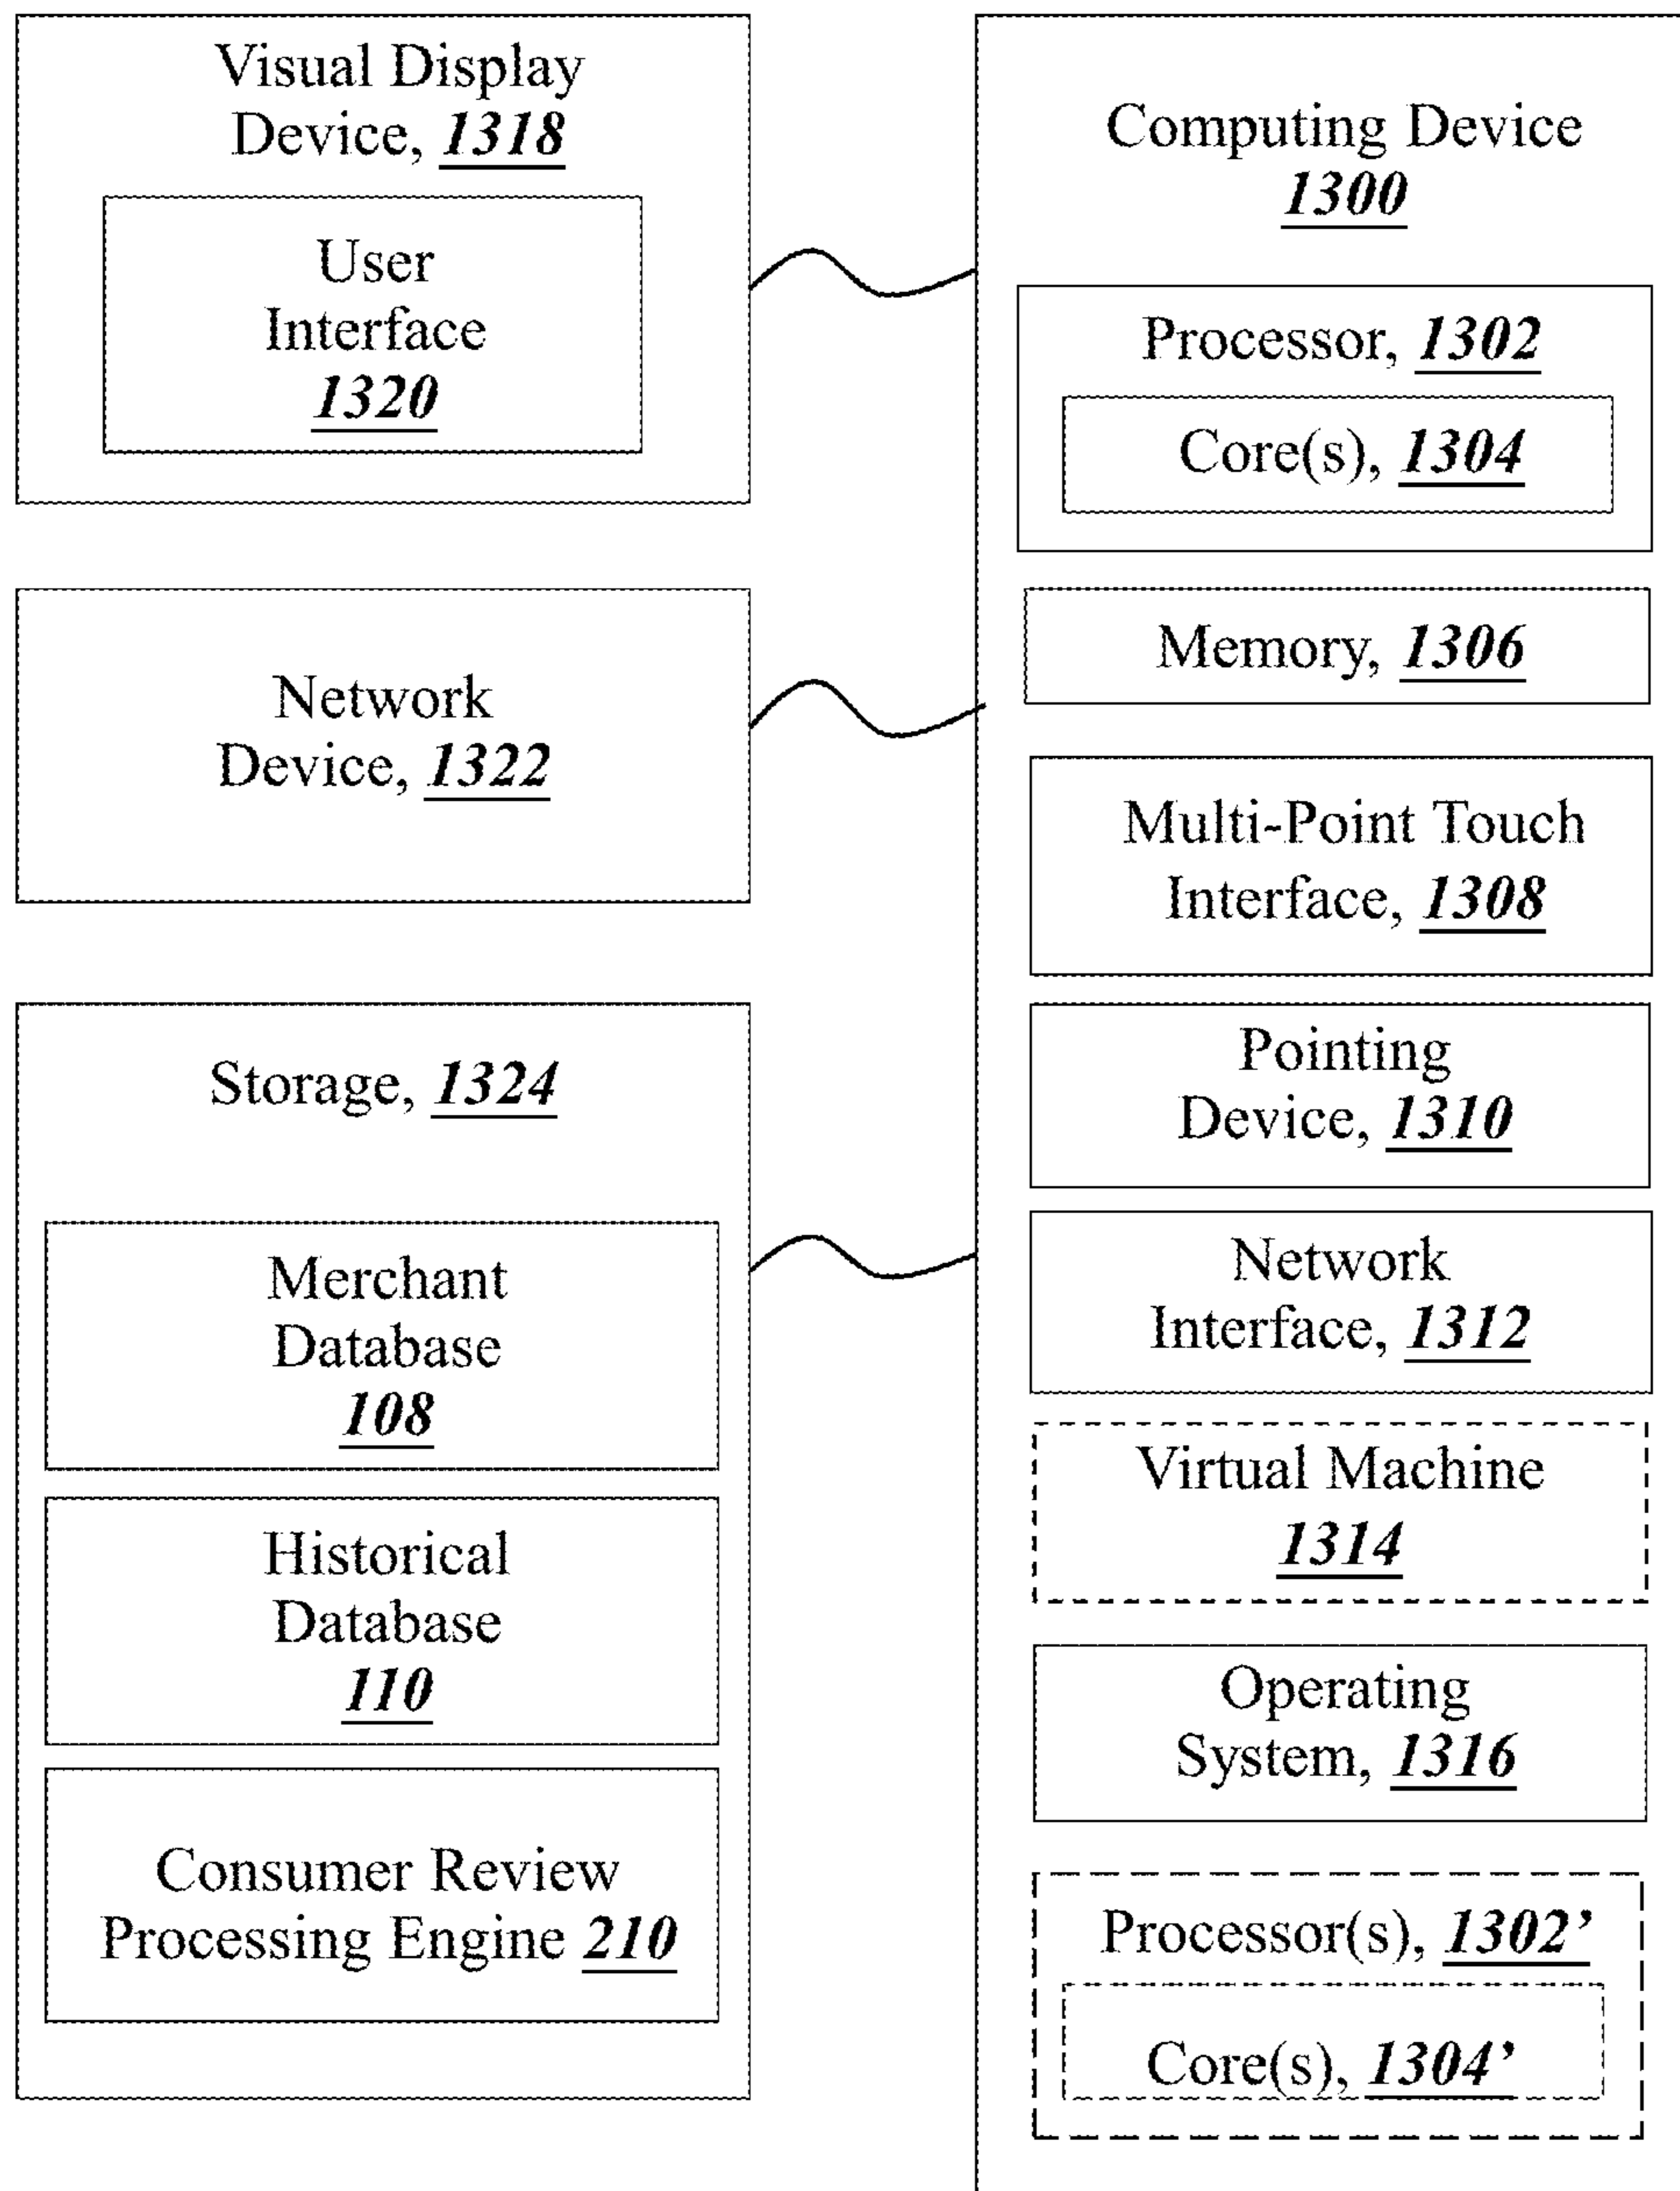 Visual Display
Device, 1318
User
Interface
1320
Network
Device, 1322
Storage, 1324
Merchant
Database
108
Historical
Database
110
Consumer Review
Processing Engine 210
Computing Device
1300
Processor, 1302
Core(s), 1304
Memory, 1306
Multi-Point Touch
Interface, 1308
Pointing
Device, 1310
Network
Interface, 1312
Virtual Machine
1314
Operating
System, 1316
Processor(s), 1302’
Core(s), 1304’